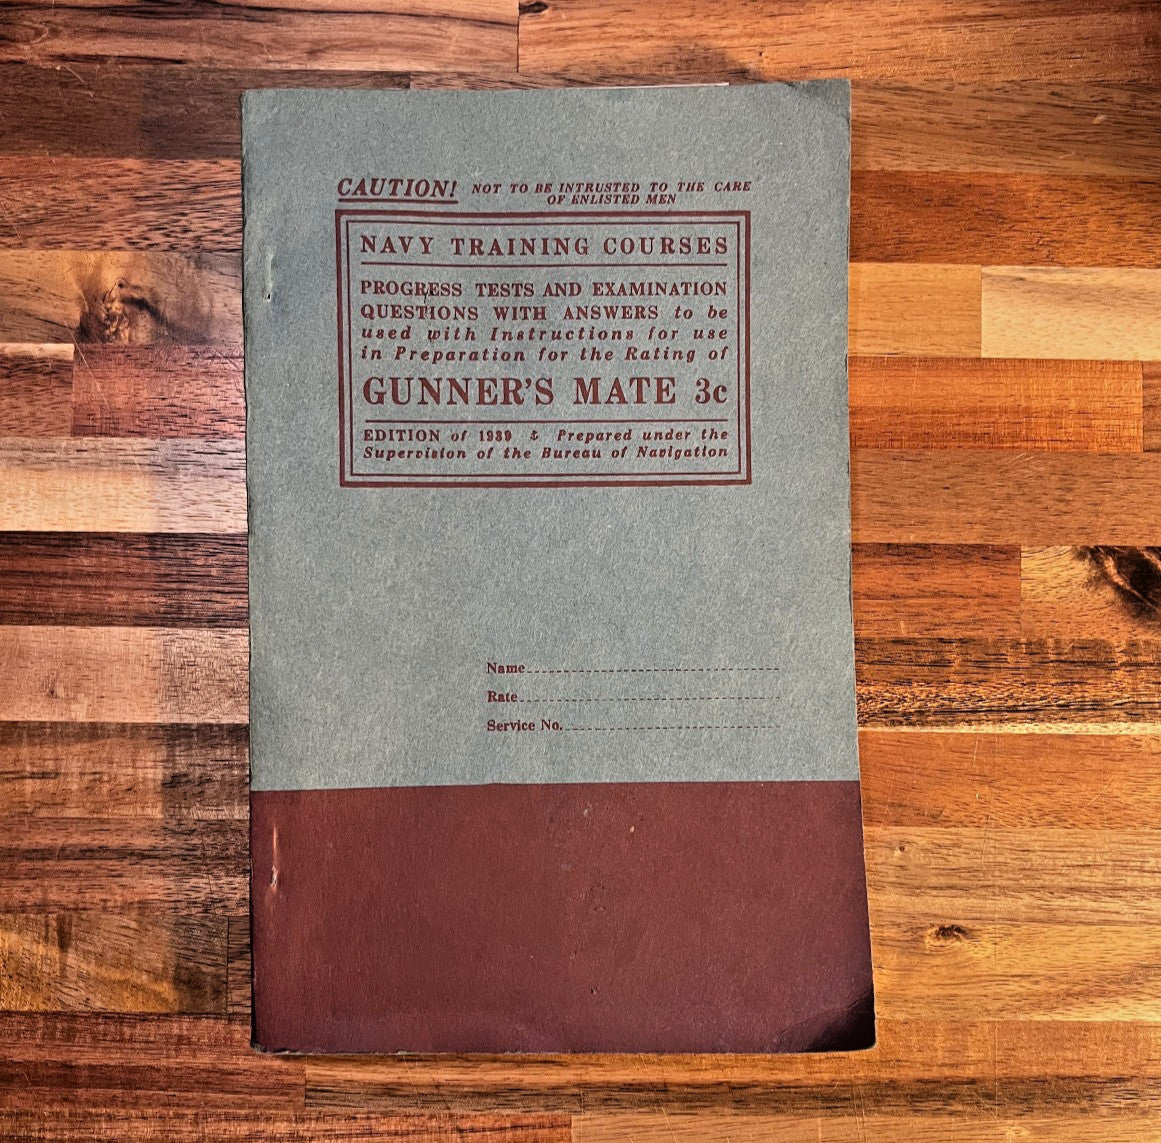 CAUTION! NOT TO BE INTRUSTED TO THE CARE
OF ENLISTED MEN
NAVY TRAINING COURSES
PROGRESS TESTS AND EXAMINATION
QUESTIONS WITH ANSWERS to be
used with Instructions for use
in Preparation for the Rating of
GUNNER'S MATE 3c
EDITION of 1939 ⚓ Prepared under the
Supervision of the Bureau of Navigation
Name
Rate
Service No.